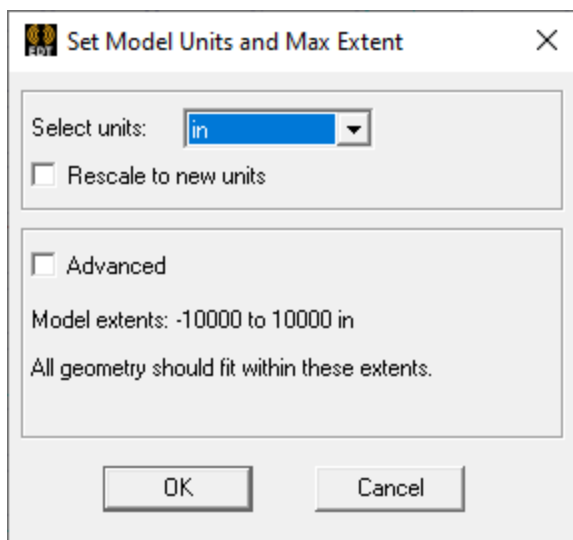 EDT Set Model Units and Max Extent
Select units: in
Rescale to new units
Advanced
Model extents: -10000 to 10000 in
All geometry should fit within these extents.
OK Cancel